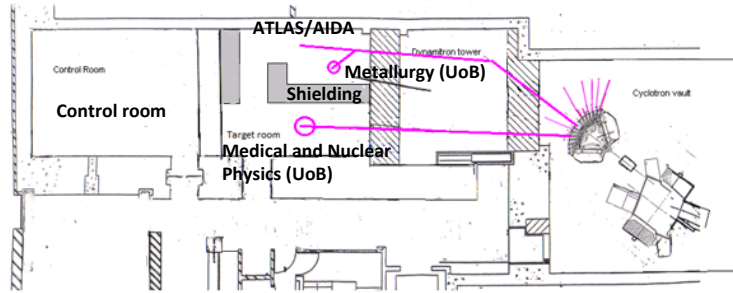 ATLAS/AIDA
Dynamitron tower
Control Room
Metallurgy (UoB)
Cyclotron vault
Shielding
Control room
Target room
Medical and Nuclear
Physics (UoB)